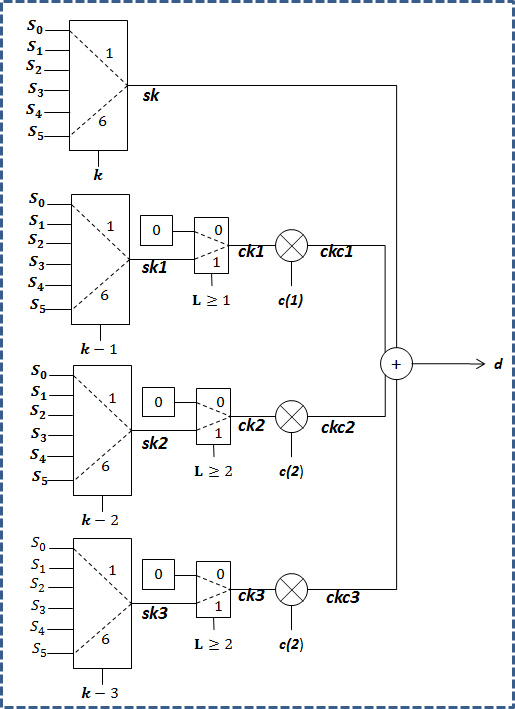 S₀
S₁
S₂
S₃
S₄
S₅
1
6
sk
k
S₀
S₁
S₂
S₃
S₄
S₅
1
6
sk1
0
0
1
ck1
ckc1
L ≥ 1
c(1)
k − 1
+
d
S₀
S₁
S₂
S₃
S₄
S₅
1
6
sk2
0
0
1
ck2
ckc2
L ≥ 2
c(2)
k − 2
S₀
S₁
S₂
S₃
S₄
S₅
1
6
sk3
0
0
1
ck3
ckc3
L ≥ 2
c(2)
k − 3